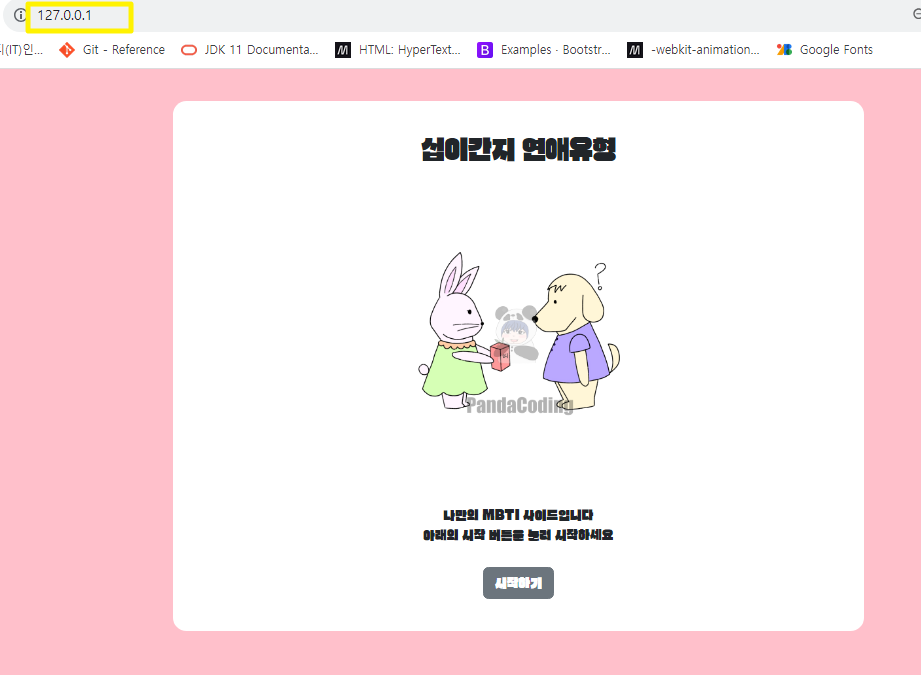 127.0.0.1
(IT)인...
Git - Reference
JDK 11 Documenta...
HTML: HyperText...
Examples · Bootstr...
-webkit-animation...
Google Fonts
십이간지 연애유형
?
PandaCoding
나만의 MBTI 사이트입니다
아래의 시작 버튼을 눌러 시작하세요
시작하기